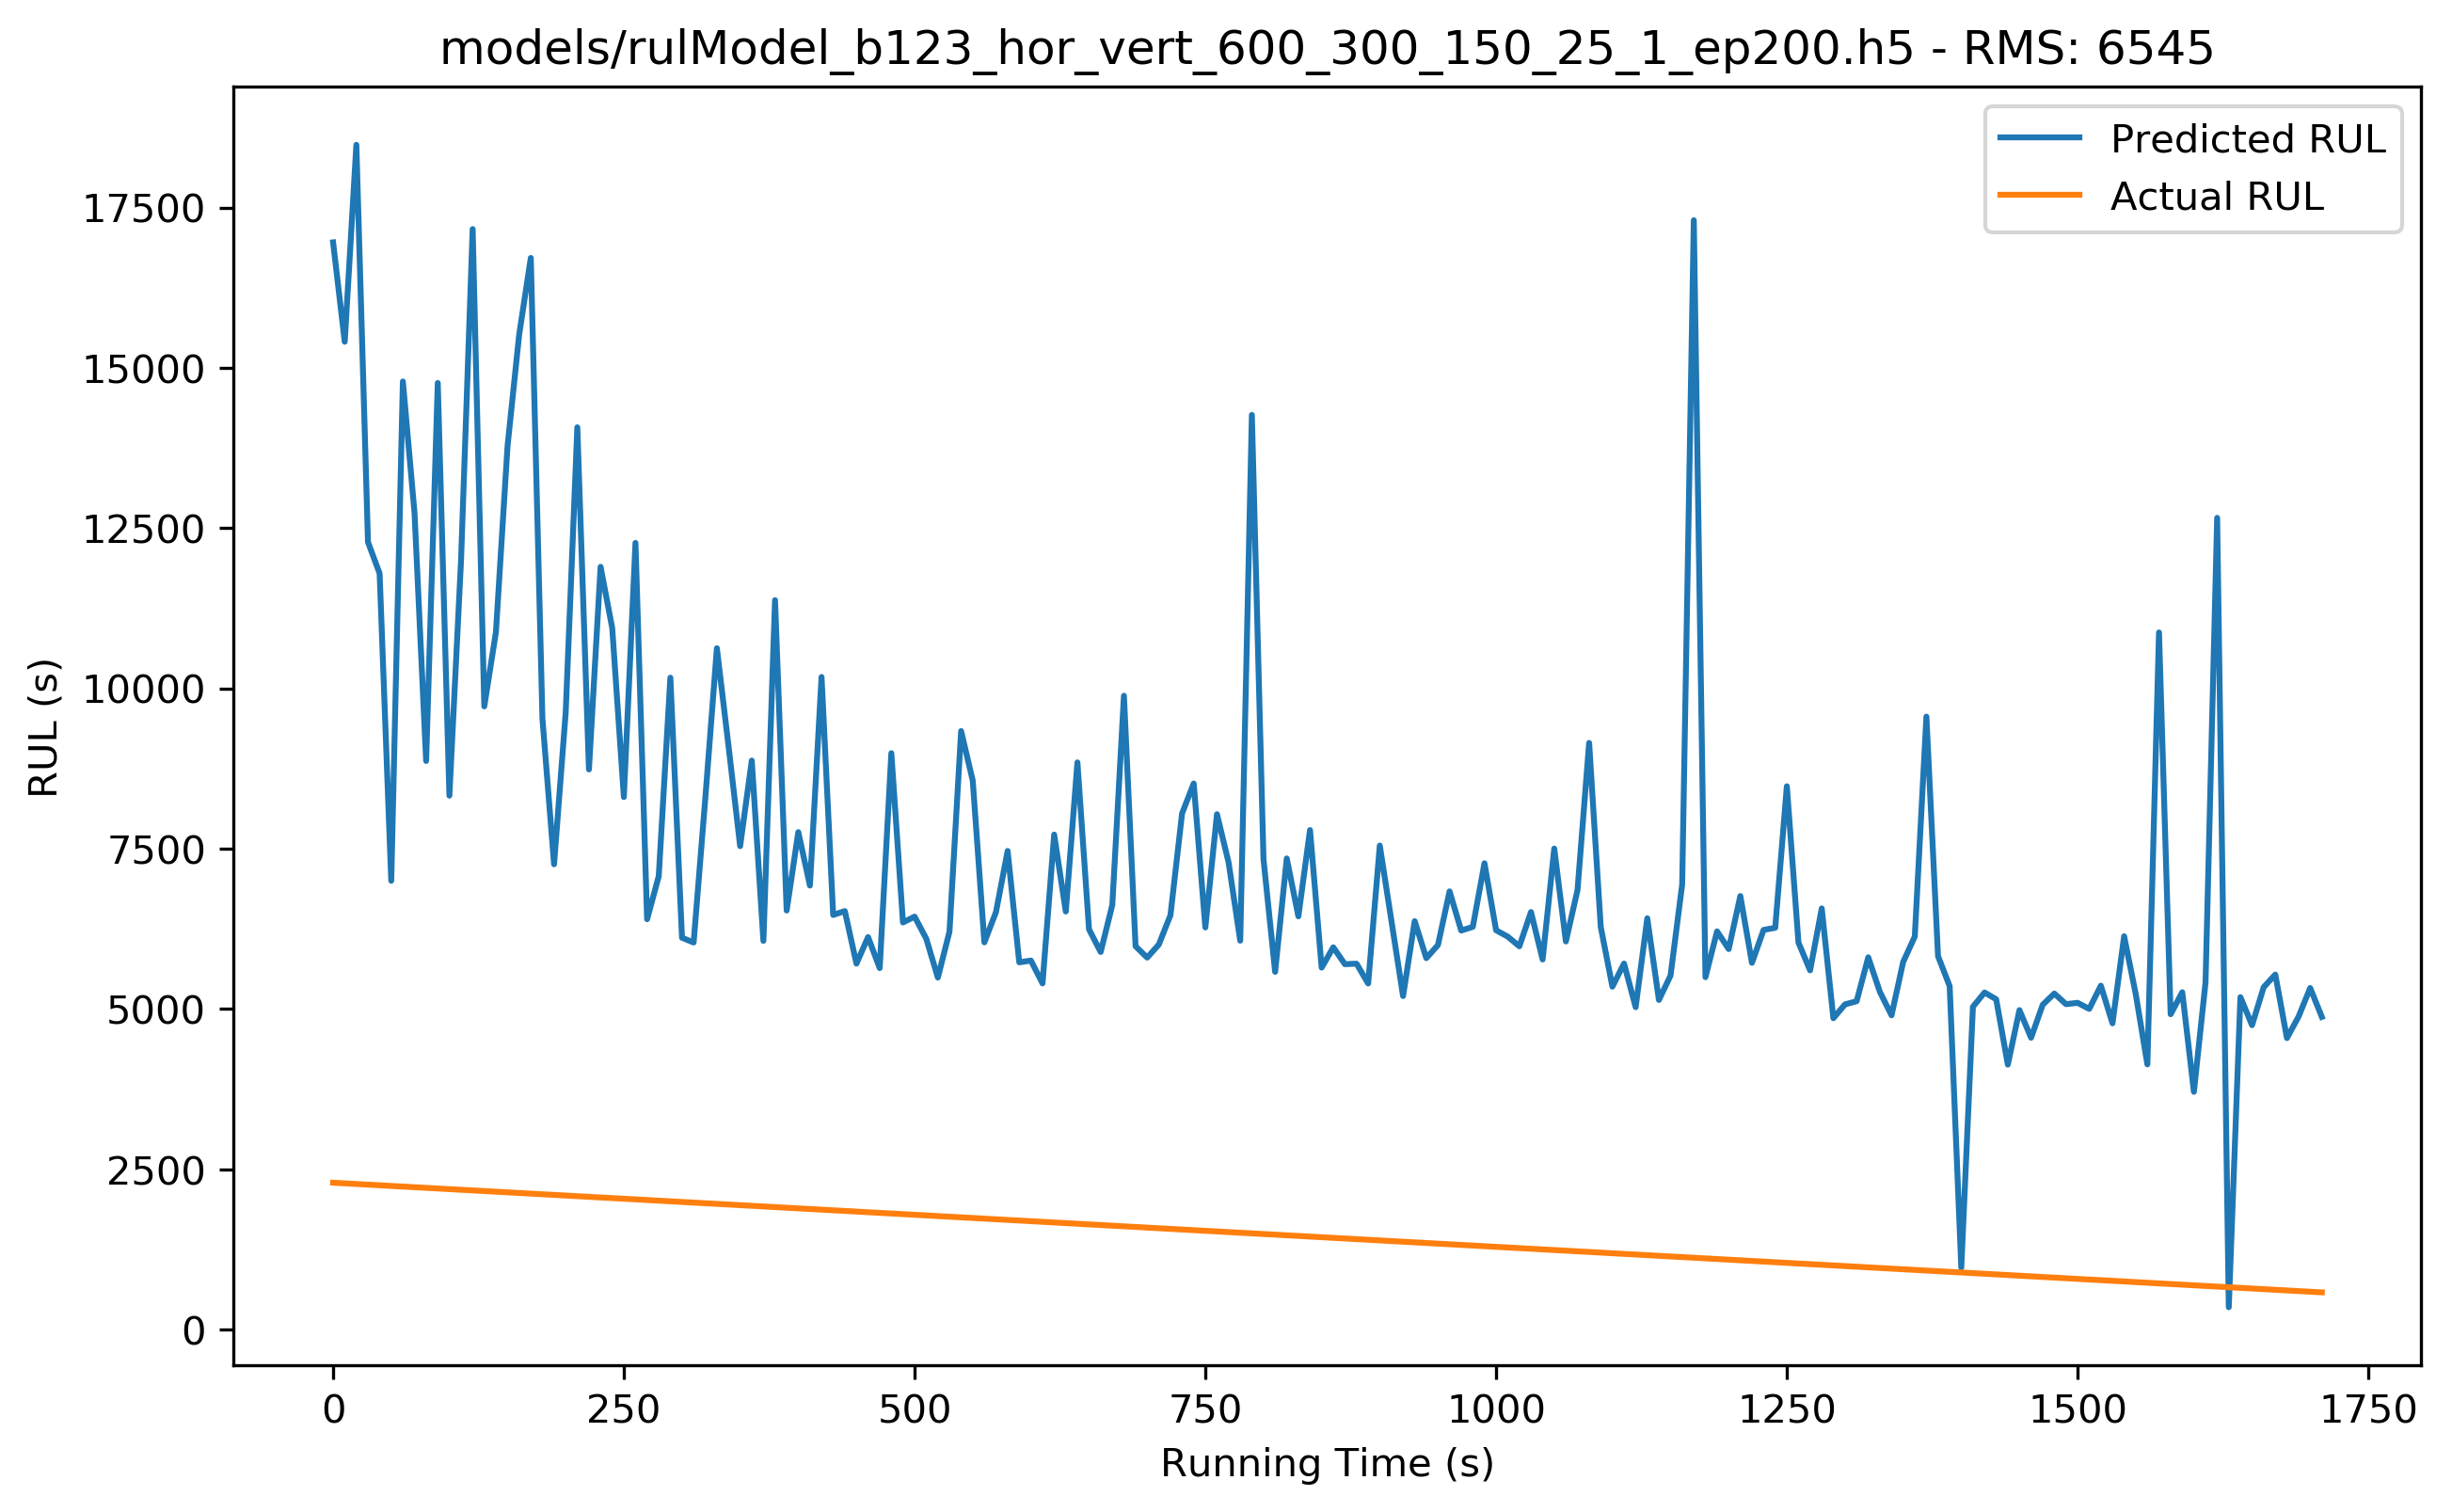 models/rulModel_b123_hor_vert_600_300_150_25_1_ep200.h5 - RMS: 6545
Predicted RUL
Actual RUL
RUL (s)
17500
15000
12500
10000
7500
5000
2500
0
0 250 500 750 1000 1250 1500 1750
Running Time (s)